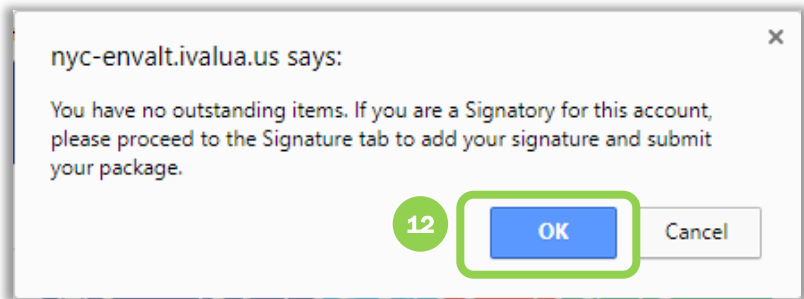 nyc-envalt.ivalua.us says:
You have no outstanding items. If you are a Signatory for this account,
please proceed to the Signature tab to add your signature and submit
your package.
12
OK
Cancel